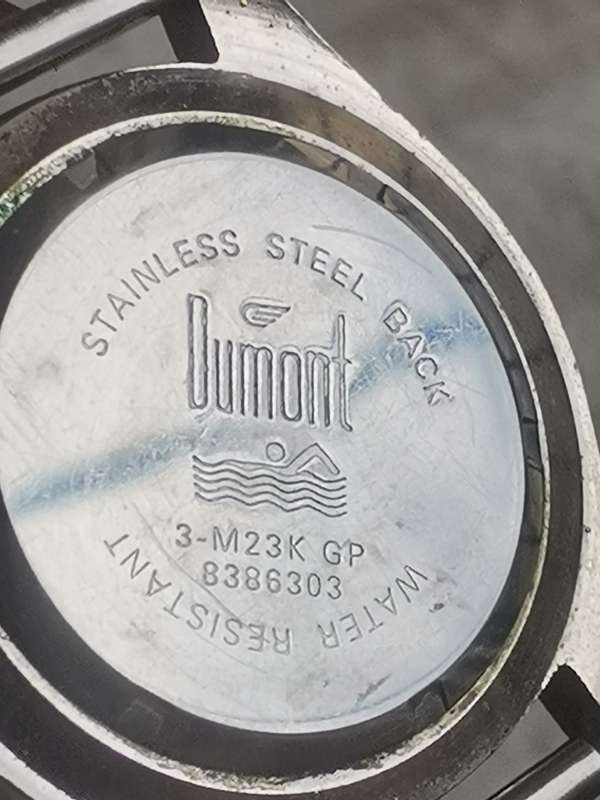 STAINLESS STEEL BACK
Dumont
3-M23K GP
8386303
WATER RESISTANT